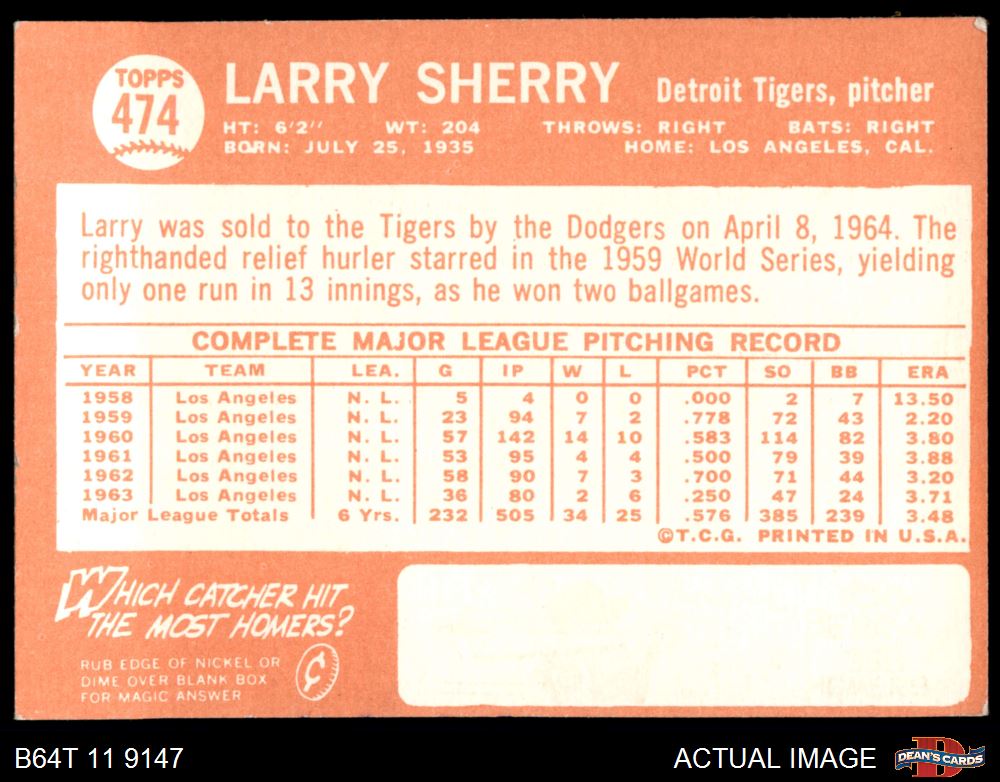 TOPPS
474
LARRY SHERRY Detroit Tigers, pitcher
HT: 6'2" WT: 204 THROWS: RIGHT BATS: RIGHT
BORN: JULY 25, 1935 HOME: LOS ANGELES, CAL.
Larry was sold to the Tigers by the Dodgers on April 8, 1964. The
righthanded relief hurler starred in the 1959 World Series, yielding
only one run in 13 innings, as he won two ballgames.
COMPLETE MAJOR LEAGUE PITCHING RECORD
YEAR TEAM LEA. G IP W L PCT SO BB ERA
1958 Los Angeles N. L. 5 4 0 0 .000 2 7 13.50
1959 Los Angeles N. L. 23 94 7 2 .778 72 43 2.20
1960 Los Angeles N. L. 57 142 14 10 .583 114 82 3.80
1961 Los Angeles N. L. 53 95 4 4 .500 79 39 3.88
1962 Los Angeles N. L. 58 90 7 3 .700 71 44 3.20
1963 Los Angeles N. L. 36 80 2 6 .250 47 24 3.71
Major League Totals 6 Yrs. 232 505 34 25 .576 385 239 3.48
©T.C.G. PRINTED IN U.S.A.
WHICH CATCHER HIT
THE MOST HOMERS?
RUB EDGE OF NICKEL OR
DIME OVER BLANK BOX
FOR MAGIC ANSWER
¢
B64T 11 9147 ACTUAL IMAGE D DEAN'S CARDS